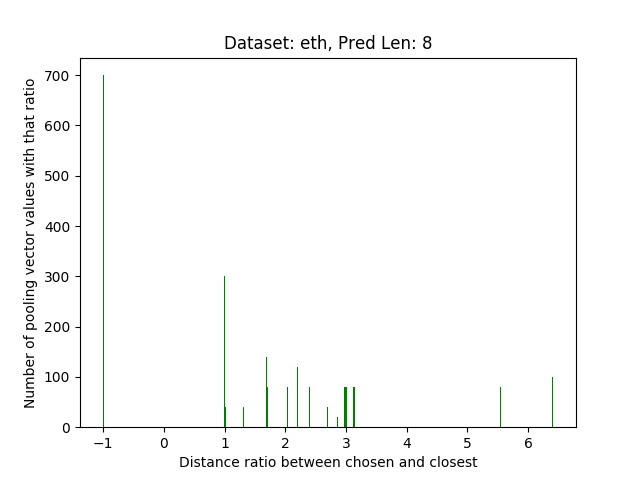 Dataset: eth, Pred Len: 8
Number of pooling vector values with that ratio
700
600
500
400
300
200
100
0
−1 0 1 2 3 4 5 6
Distance ratio between chosen and closest